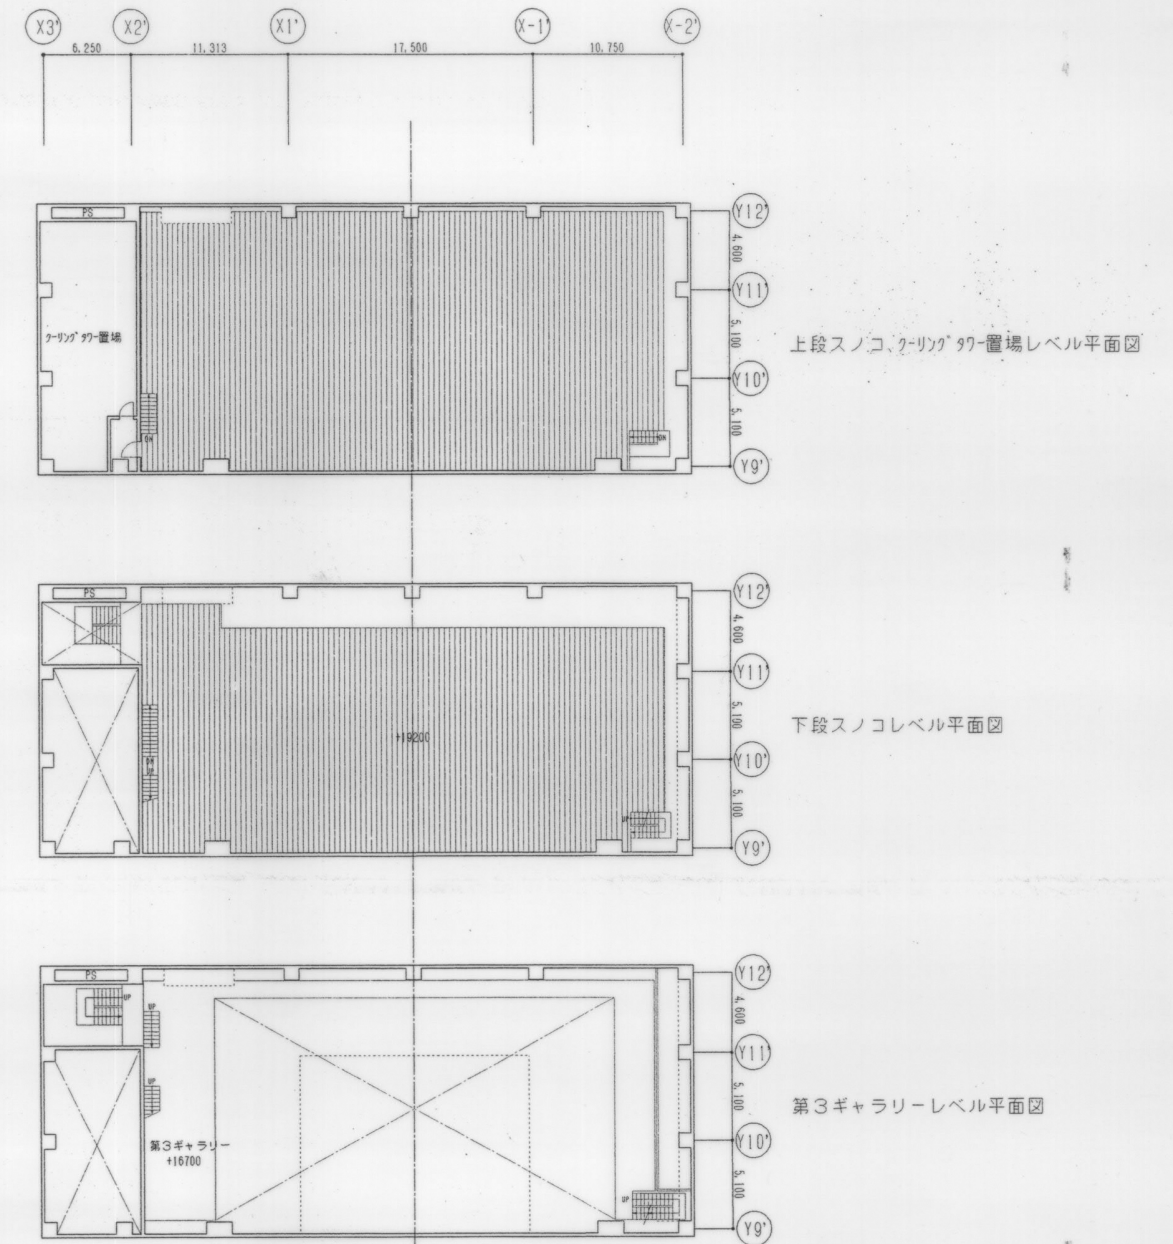 X3' X2' X1' X-1' X-2'
6,250 11,313 17,500 10,750
PS
Y12'
4,600
Y11'
クーリングタワー置場
5,100
上段スノコ、クーリングタワー置場レベル平面図
Y10'
5,100
DN
DN
Y9'
PS
Y12'
4,600
Y11'
5,100
下段スノコレベル平面図
+19200
DN
UP
Y10'
5,100
UP
Y9'
PS
Y12'
UP
UP
4,600
Y11'
UP
5,100
第3ギャラリーレベル平面図
第3ギャラリー
+16700
Y10'
5,100
UP
Y9'